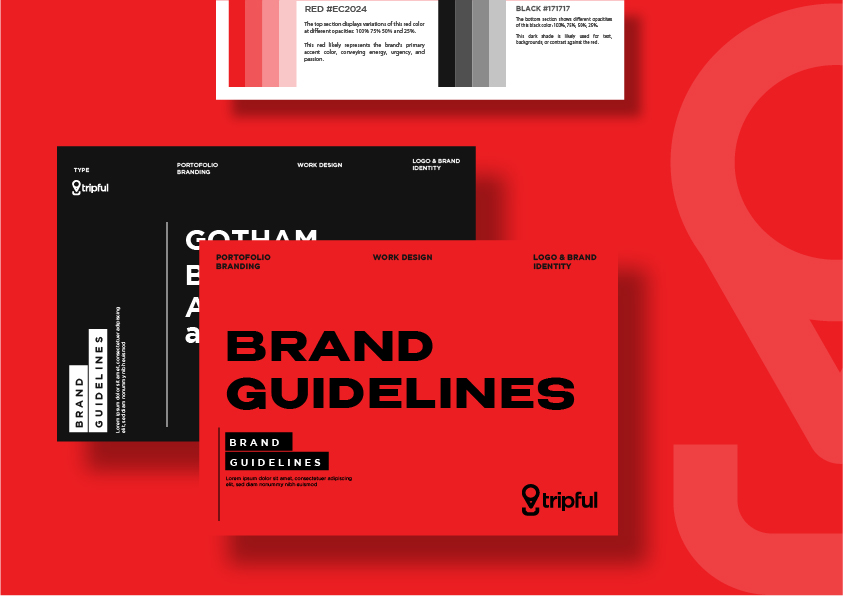 RED #EC2024
The top section displays variations of this red color
at different opacities: 100% 75% 50% and 25%.
This red likely represents the brand's primary
accent color, conveying energy, urgency, and
passion.
BLACK #171717
The bottom section shows different opacities
of this black color: 100%, 75%, 50%, 25%.
This dark shade is likely used for text,
backgrounds, or contrast against the red.
TYPE
PORTOFOLIO
BRANDING
WORK DESIGN
LOGO & BRAND
IDENTITY
tripful
GOTHAM
B
A
a
BRAND
GUIDELINES
Lorem ipsum dolor sit amet, consectetuer adipiscing
elit, sed diam nonummy nibh euismod
PORTOFOLIO
BRANDING
WORK DESIGN
LOGO & BRAND
IDENTITY
BRAND
GUIDELINES
BRAND
GUIDELINES
Lorem ipsum dolor sit amet, consectetuer adipiscing
elit, sed diam nonummy nibh euismod
tripful